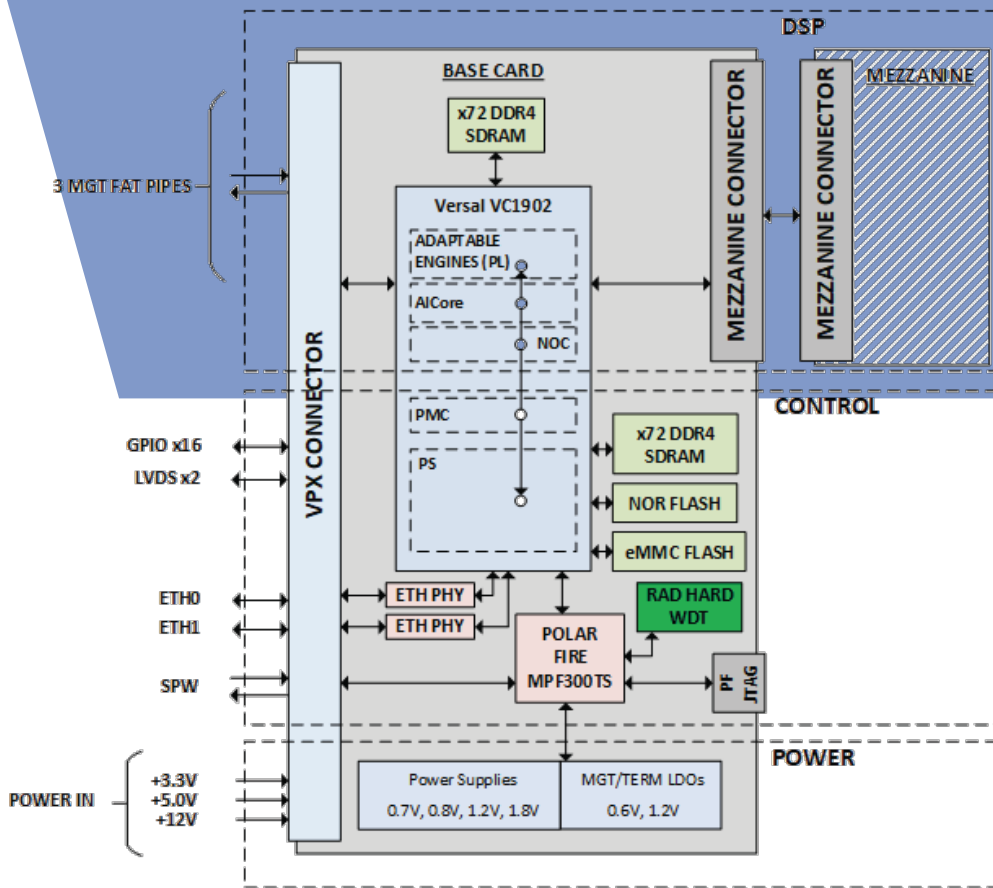 DSP
BASE CARD
MEZZANINE
x72 DDR4
SDRAM
MEZZANINE CONNECTOR
MEZZANINE CONNECTOR
3 MGT FAT PIPES
Versal VC1902
ADAPTABLE
ENGINES (PL)
AICore
NOC
VPX CONNECTOR
CONTROL
PMC
PS
x72 DDR4
SDRAM
GPIO x16
LVDS x2
NOR FLASH
eMMC FLASH
ETH0
ETH PHY
RAD HARD
WDT
ETH1
ETH PHY
POLAR
FIRE
MPF300TS
PF
JTAG
SPW
POWER
POWER IN
+3.3V
+5.0V
+12V
Power Supplies
0.7V, 0.8V, 1.2V, 1.8V
MGT/TERM LDOs
0.6V, 1.2V